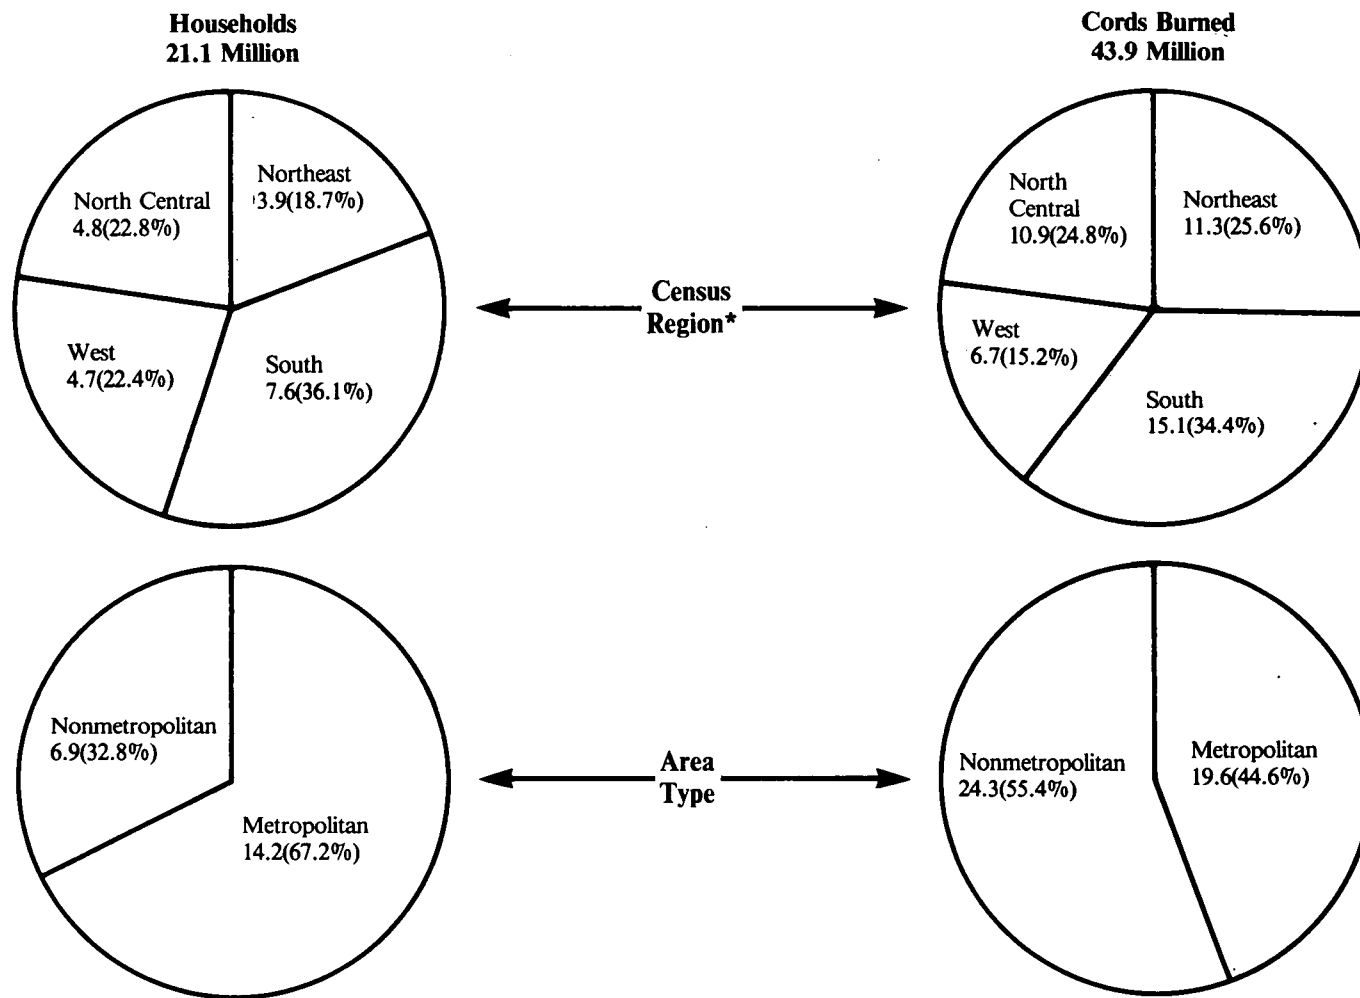 Households
21.1 Million
Cords Burned
43.9 Million
North Central
4.8(22.8%)
Northeast
3.9(18.7%)
West
4.7(22.4%)
South
7.6(36.1%)
Census
Region*
North
Central
10.9(24.8%)
Northeast
11.3(25.6%)
West
6.7(15.2%)
South
15.1(34.4%)
Nonmetropolitan
6.9(32.8%)
Metropolitan
14.2(67.2%)
Area
Type
Nonmetropolitan
24.3(55.4%)
Metropolitan
19.6(44.6%)